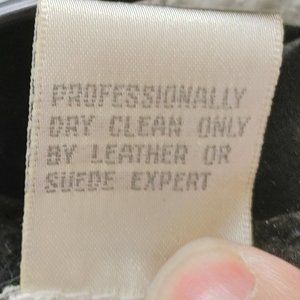 PROFESSIONALLY
DRY CLEAN ONLY
BY LEATHER OR
SUEDE EXPERT